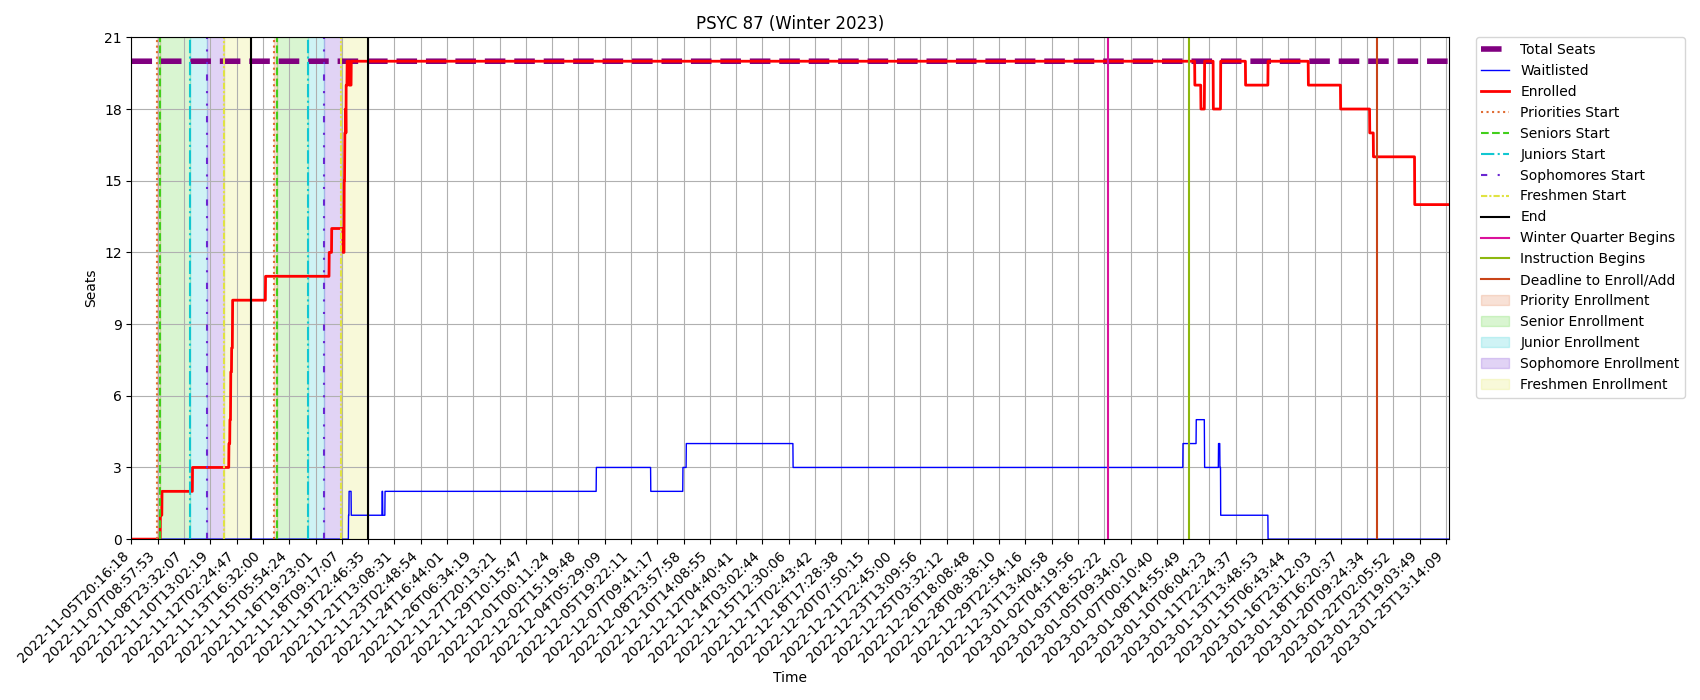 PSYC 87 (Winter 2023)
21
18
15
12
9
6
3
0
Seats
2022-11-05T20:16:18
2022-11-07T08:57:53
2022-11-08T23:32:07
2022-11-10T13:02:19
2022-11-12T02:24:47
2022-11-13T16:32:00
2022-11-15T05:54:24
2022-11-16T19:23:01
2022-11-18T09:17:07
2022-11-19T22:46:35
2022-11-21T13:08:31
2022-11-23T02:48:54
2022-11-24T16:44:01
2022-11-26T06:34:19
2022-11-27T20:13:21
2022-11-29T10:15:47
2022-12-01T00:11:24
2022-12-02T15:19:48
2022-12-04T05:29:09
2022-12-05T19:22:11
2022-12-07T09:41:17
2022-12-08T23:57:58
2022-12-10T14:08:55
2022-12-12T04:40:41
2022-12-14T03:02:44
2022-12-15T12:30:06
2022-12-17T02:43:42
2022-12-18T17:28:38
2022-12-20T07:50:15
2022-12-21T22:45:00
2022-12-23T13:09:56
2022-12-25T03:32:12
2022-12-26T18:08:48
2022-12-28T08:38:10
2022-12-29T22:54:16
2022-12-31T13:40:58
2023-01-02T04:19:56
2023-01-03T18:52:22
2023-01-05T09:34:02
2023-01-07T00:10:40
2023-01-08T14:55:49
2023-01-10T06:04:23
2023-01-11T22:24:37
2023-01-13T13:48:53
2023-01-15T06:43:44
2023-01-16T23:12:03
2023-01-18T16:20:37
2023-01-20T09:24:34
2023-01-22T02:05:52
2023-01-23T19:03:49
2023-01-25T13:14:09
Time
Total Seats
Waitlisted
Enrolled
Priorities Start
Seniors Start
Juniors Start
Sophomores Start
Freshmen Start
End
Winter Quarter Begins
Instruction Begins
Deadline to Enroll/Add
Priority Enrollment
Senior Enrollment
Junior Enrollment
Sophomore Enrollment
Freshmen Enrollment